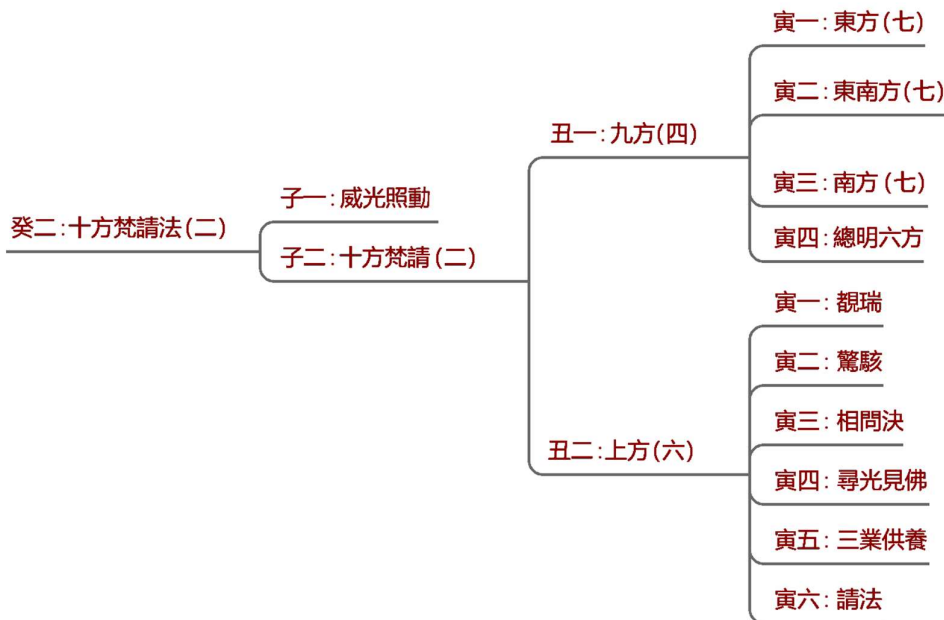 癸二:十方梵請法(二)
子一:威光照動
子二:十方梵請(二)
丑一:九方(四)
寅一:東方(七)
寅二:東南方(七)
寅三:南方(七)
寅四:總明六方
丑二:上方(六)
寅一:覩瑞
寅二:驚駭
寅三:相問決
寅四:尋光見佛
寅五:三業供養
寅六:請法